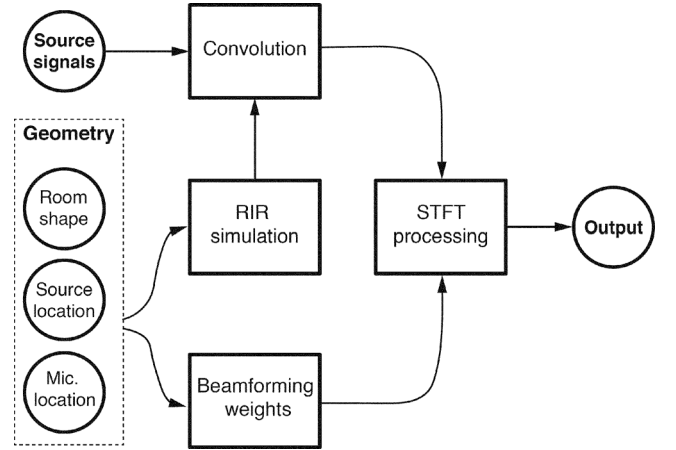 Source
signals
Convolution
Geometry
Room
shape
Source
location
Mic.
location
RIR
simulation
STFT
processing
Output
Beamforming
weights